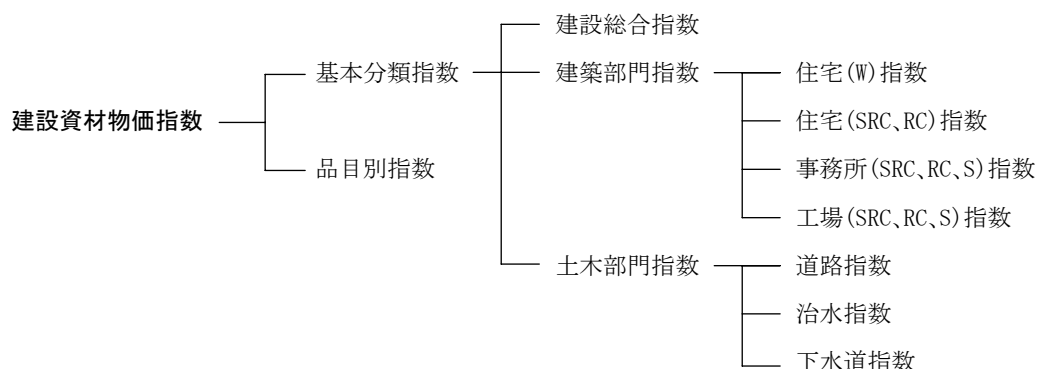 建設総合指数
基本分類指数
建築部門指数
住宅(W)指数
建設資材物価指数
住宅(SRC、RC)指数
品目別指数
事務所(SRC、RC、S)指数
工場(SRC、RC、S)指数
土木部門指数
道路指数
治水指数
下水道指数